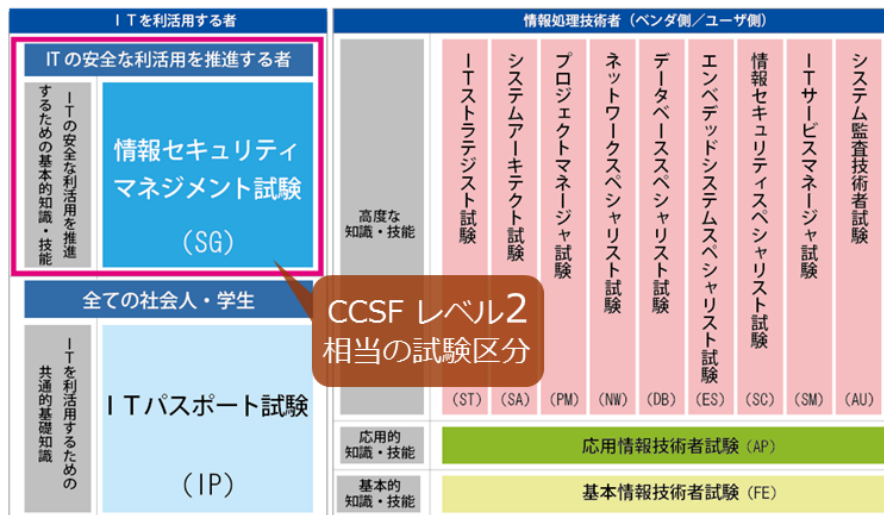 ＩＴを利活用する者
ITの安全な利活用を推進する者
ITの安全な利活用を推進
するための基本的知識・技能
情報セキュリティ
マネジメント試験
（SG）
全ての社会人・学生
ITを利活用するための
共通的基礎知識
ＩＴパスポート試験
（IP）
CCSF レベル2
相当の試験区分
情報処理技術者（ベンダ側／ユーザ側）
高度な
知識・技能
ITストラテジスト試験
（ST）
システムアーキテクト試験
（SA）
プロジェクトマネージャ試験
（PM）
ネットワークスペシャリスト試験
（NW）
データベーススペシャリスト試験
（DB）
エンベデッドシステムスペシャリスト試験
（ES）
情報セキュリティスペシャリスト試験
（SC）
ITサービスマネージャ試験
（SM）
システム監査技術者試験
（AU）
応用的
知識・技能
応用情報技術者試験（AP）
基本的
知識・技能
基本情報技術者試験（FE）